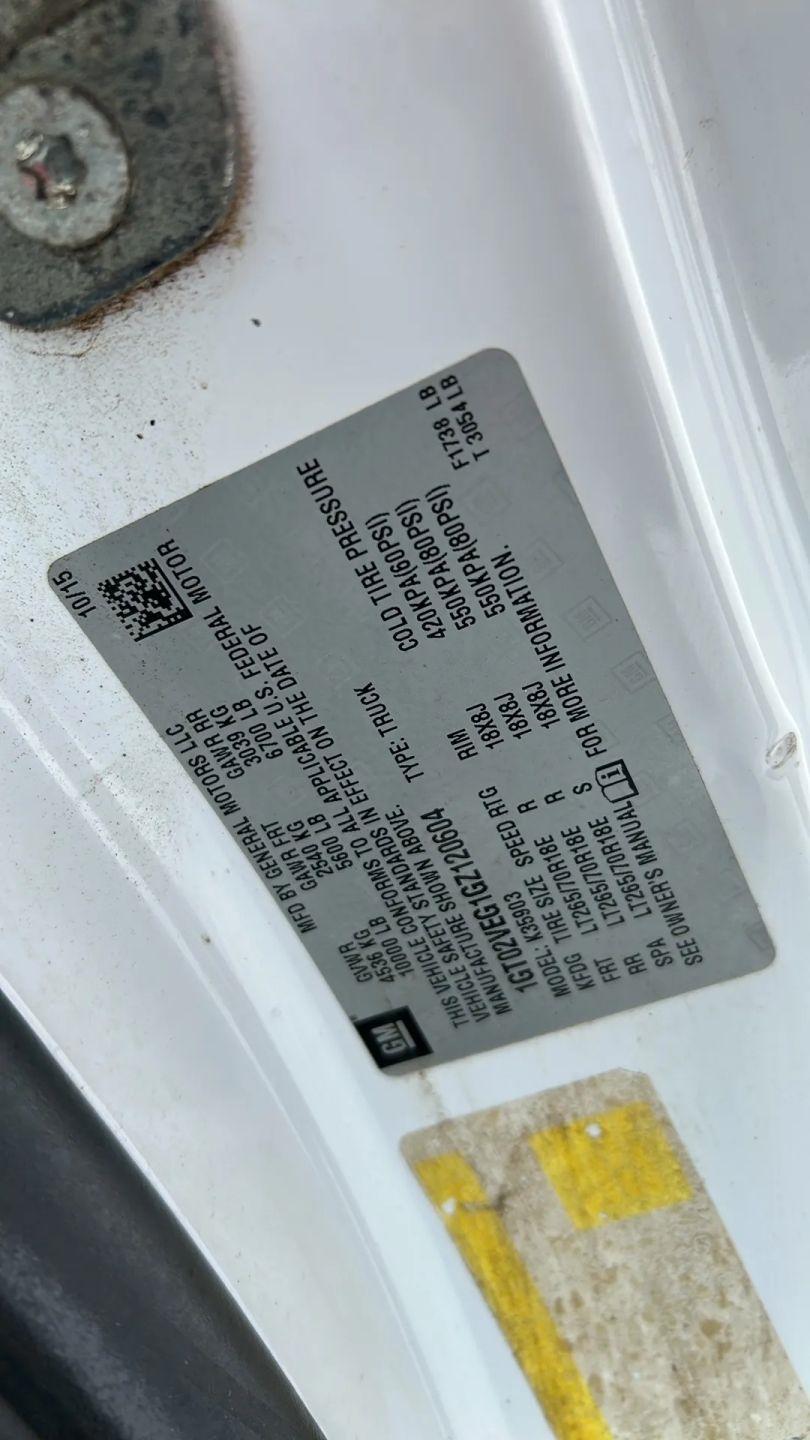 GM
MFD BY GENERAL MOTORS LLC
10/15
GVWR GAWR FRT GAWR RR
4536 KG 2540 KG 3039 KG
10000 LB 5600 LB 6700 LB
THIS VEHICLE CONFORMS TO ALL APPLICABLE U.S. FEDERAL MOTOR
VEHICLE SAFETY STANDARDS IN EFFECT ON THE DATE OF
MANUFACTURE SHOWN ABOVE.
1GT02VEG1GZ120604 TYPE: TRUCK
MODEL: K35903
KFDG TIRE SIZE SPEED RTG RIM COLD TIRE PRESSURE
FRT LT265/70R18E R 18X8J 420KPA(60PSI)
RR LT265/70R18E R 18X8J 550KPA(80PSI) F1738 LB
SPA LT265/70R18E S 18X8J 550KPA(80PSI) T 3054 LB
SEE OWNER'S MANUAL FOR MORE INFORMATION.